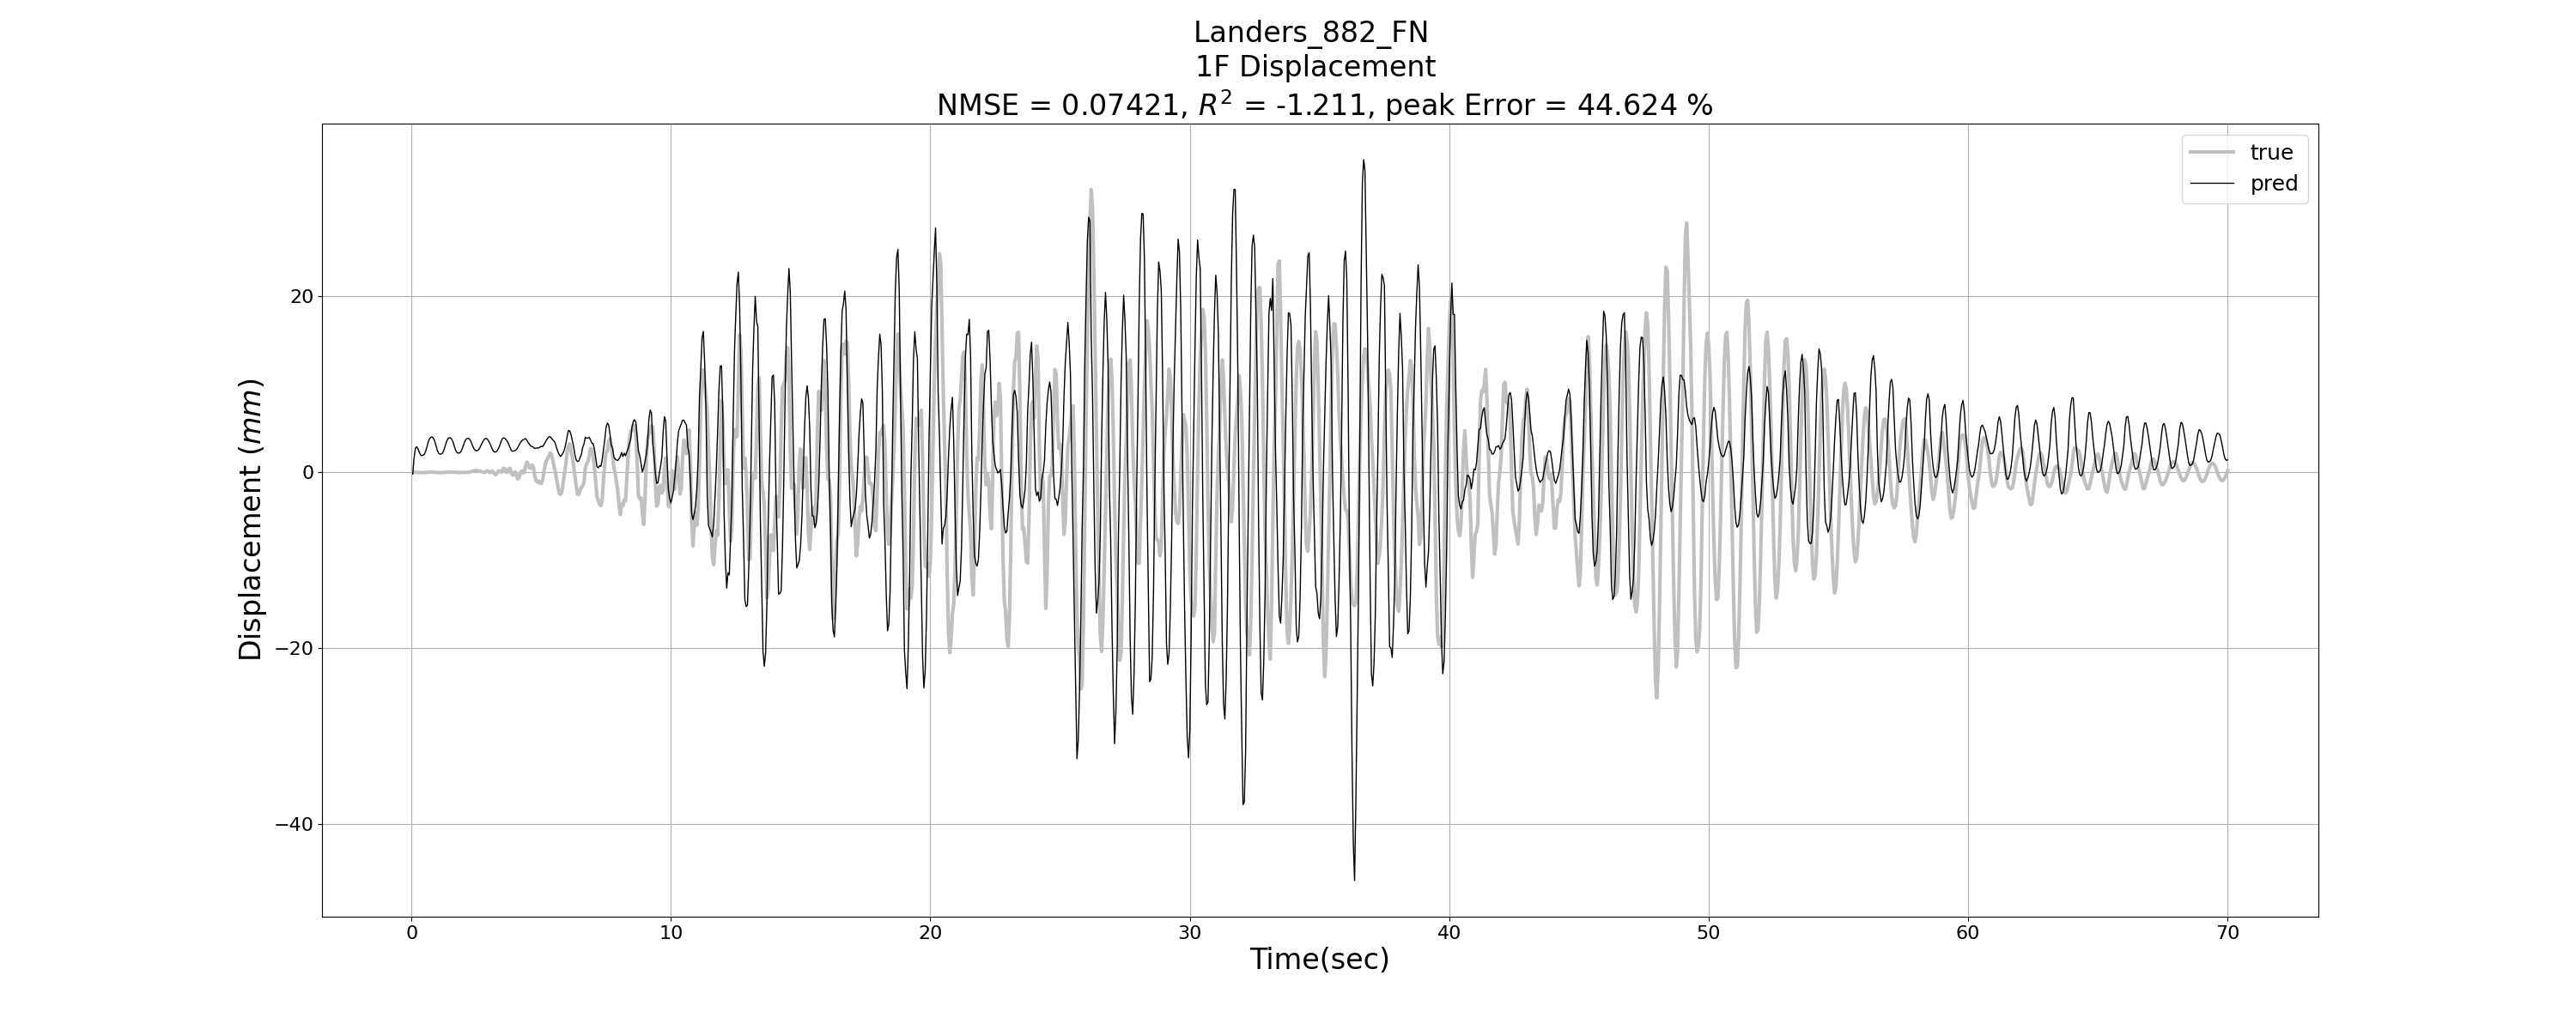 Landers_882_FN
1F Displacement
NMSE = 0.07421, R² = -1.211, peak Error = 44.624 %
true
pred
20
0
−20
−40
Displacement (mm)
0 10 20 30 40 50 60 70
Time(sec)